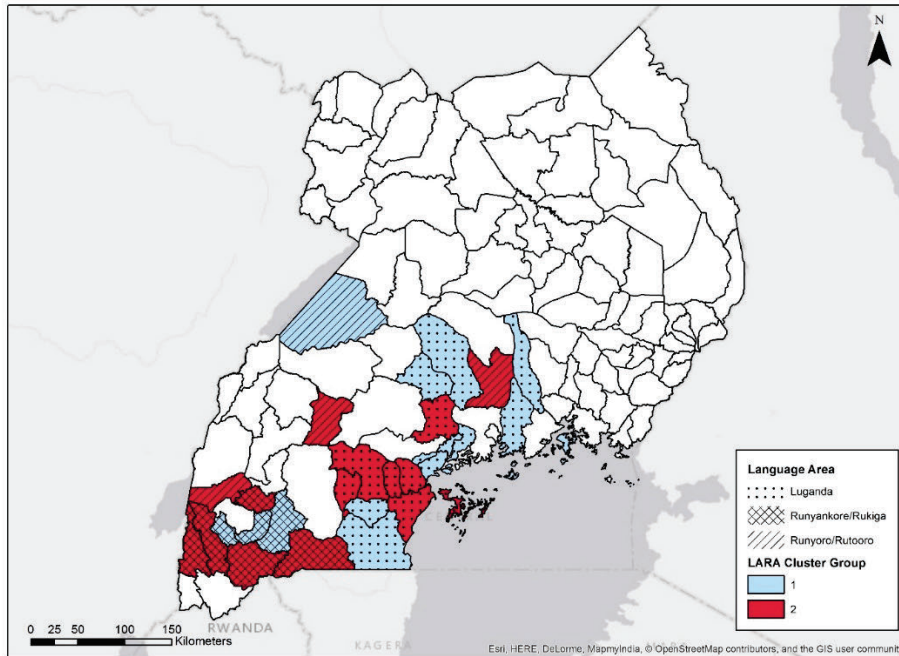 N
Language Area
Luganda
Runyankore/Rukiga
Runyoro/Rutooro
LARA Cluster Group
1
2
RWANDA
0 25 50 100 150
Kilometers
KAGERA
Esri, HERE, DeLorme, MapmyIndia, © OpenStreetMap contributors, and the GIS user communit